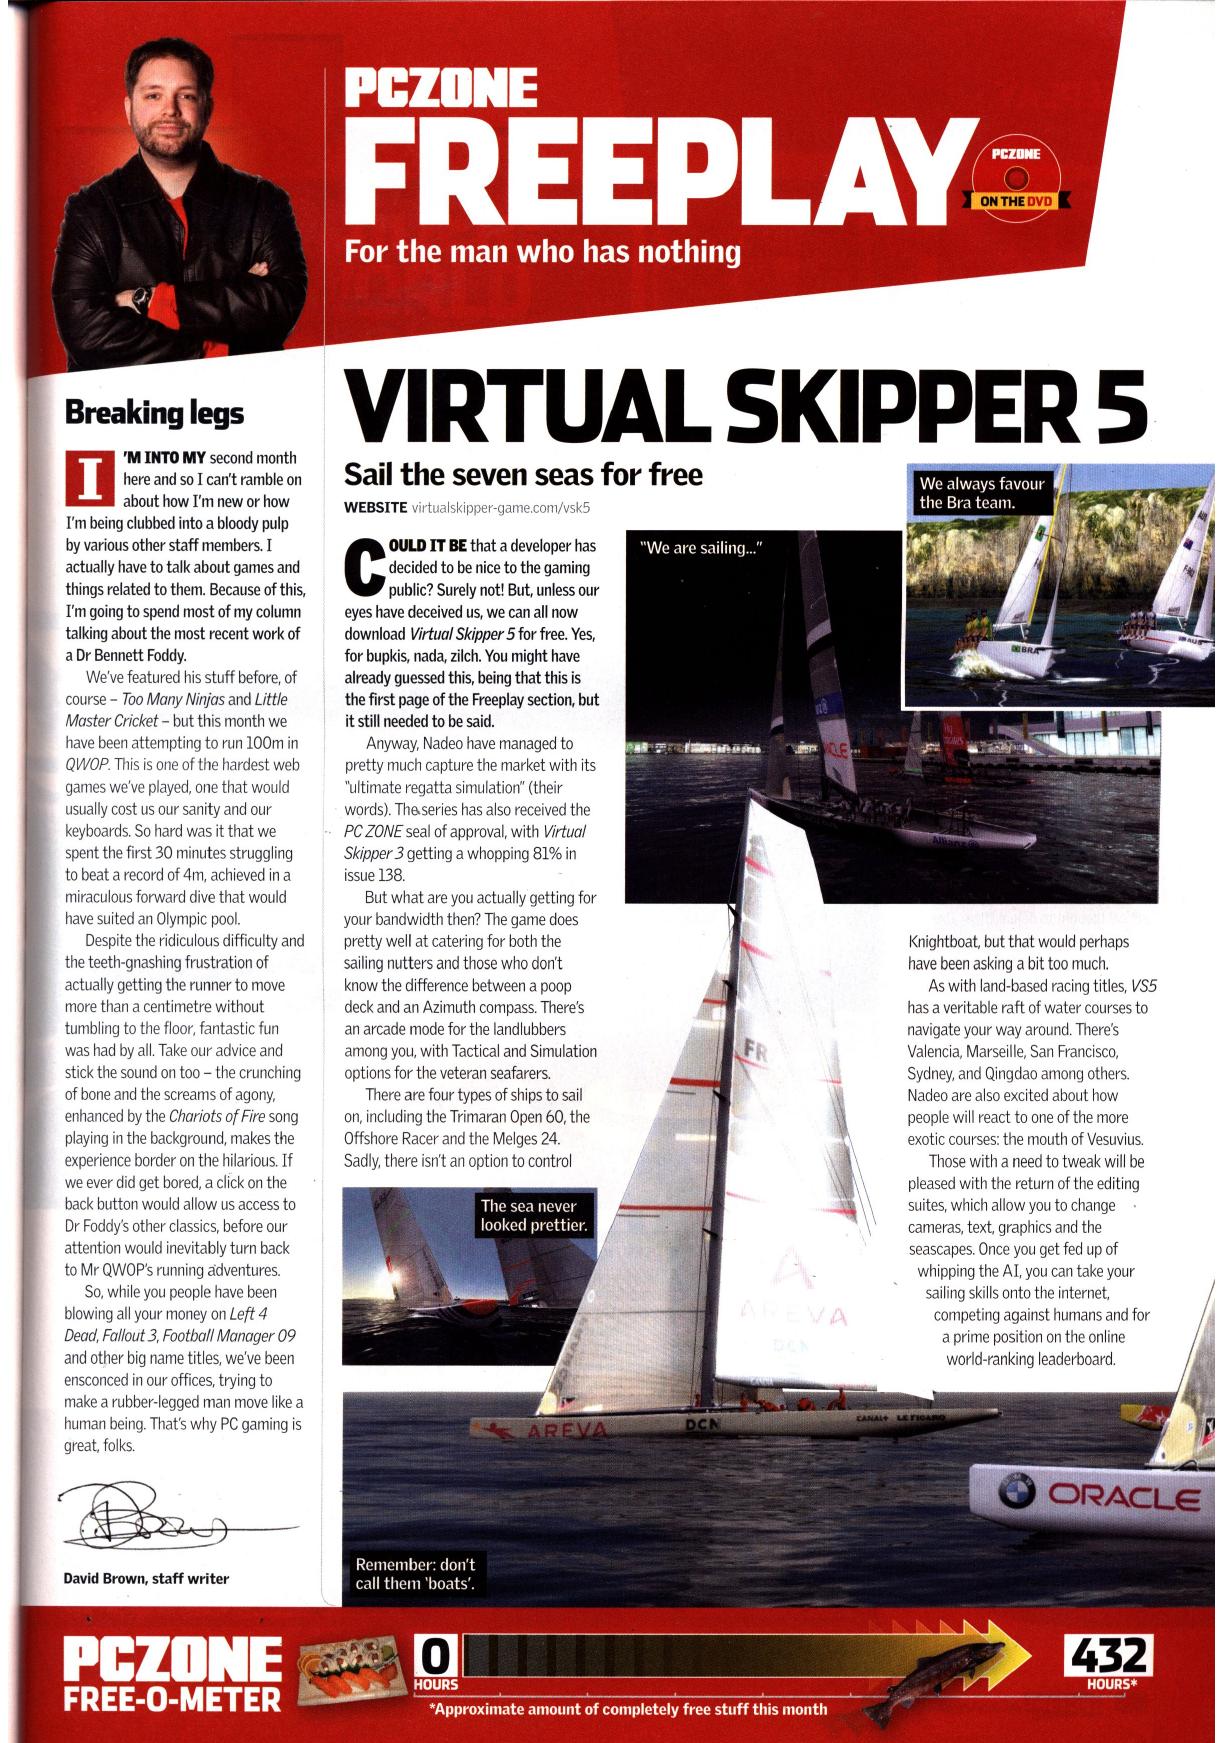 PCZONE
FREEPLAY
PCZONE
ON THE DVD
For the man who has nothing
Breaking legs
I'M INTO MY second month
here and so I can't ramble on
about how I'm new or how
I'm being clubbed into a bloody pulp
by various other staff members. I
actually have to talk about games and
things related to them. Because of this,
I'm going to spend most of my column
talking about the most recent work of
a Dr Bennett Foddy.
We've featured his stuff before, of
course – Too Many Ninjas and Little
Master Cricket – but this month we
have been attempting to run 100m in
QWOP. This is one of the hardest web
games we've played, one that would
usually cost us our sanity and our
keyboards. So hard was it that we
spent the first 30 minutes struggling
to beat a record of 4m, achieved in a
miraculous forward dive that would
have suited an Olympic pool.
Despite the ridiculous difficulty and
the teeth-gnashing frustration of
actually getting the runner to move
more than a centimetre without
tumbling to the floor, fantastic fun
was had by all. Take our advice and
stick the sound on too – the crunching
of bone and the screams of agony,
enhanced by the Chariots of Fire song
playing in the background, makes the
experience border on the hilarious. If
we ever did get bored, a click on the
back button would allow us access to
Dr Foddy's other classics, before our
attention would inevitably turn back
to Mr QWOP's running adventures.
So, while you people have been
blowing all your money on Left 4
Dead, Fallout 3, Football Manager 09
and other big name titles, we've been
ensconced in our offices, trying to
make a rubber-legged man move like a
human being. That's why PC gaming is
great, folks.
David Brown, staff writer
VIRTUAL SKIPPER 5
Sail the seven seas for free
WEBSITE virtualskipper-game.com/vsk5
COULD IT BE that a developer has
decided to be nice to the gaming
public? Surely not! But, unless our
eyes have deceived us, we can all now
download Virtual Skipper 5 for free. Yes,
for bupkis, nada, zilch. You might have
already guessed this, being that this is
the first page of the Freeplay section, but
it still needed to be said.
Anyway, Nadeo have managed to
pretty much capture the market with its
"ultimate regatta simulation" (their
words). The series has also received the
PC ZONE seal of approval, with Virtual
Skipper 3 getting a whopping 81% in
issue 138.
But what are you actually getting for
your bandwidth then? The game does
pretty well at catering for both the
sailing nutters and those who don't
know the difference between a poop
deck and an Azimuth compass. There's
an arcade mode for the landlubbers
among you, with Tactical and Simulation
options for the veteran seafarers.
There are four types of ships to sail
on, including the Trimaran Open 60, the
Offshore Racer and the Melges 24.
Sadly, there isn't an option to control
Knightboat, but that would perhaps
have been asking a bit too much.
As with land-based racing titles, VS5
has a veritable raft of water courses to
navigate your way around. There's
Valencia, Marseille, San Francisco,
Sydney, and Qingdao among others.
Nadeo are also excited about how
people will react to one of the more
exotic courses: the mouth of Vesuvius.
Those with a need to tweak will be
pleased with the return of the editing
suites, which allow you to change
cameras, text, graphics and the
seascapes. Once you get fed up of
whipping the AI, you can take your
sailing skills onto the internet,
competing against humans and for
a prime position on the online
world-ranking leaderboard.
"We are sailing..."
We always favour
the Bra team.
BRA
AUS
Allianz
The sea never
looked prettier.
FR
AREVA
DCN
AREVA
DCN
CANAL+ LE FIGARO
BMW
ORACLE
Remember: don't
call them 'boats'.
PCZONE
FREE-O-METER
0
HOURS
432
HOURS*
*Approximate amount of completely free stuff this month